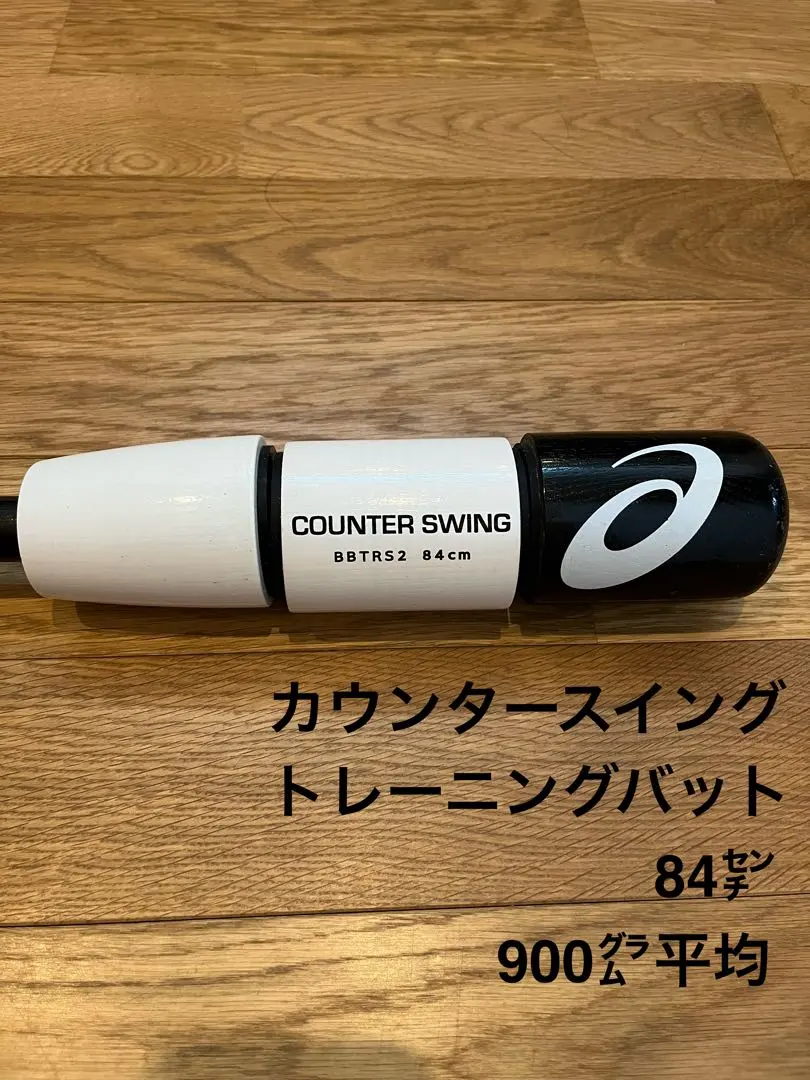 COUNTER SWING
BBTRS2 84cm
カウンタースイング
トレーニングバット
84㌢
900㌘平均